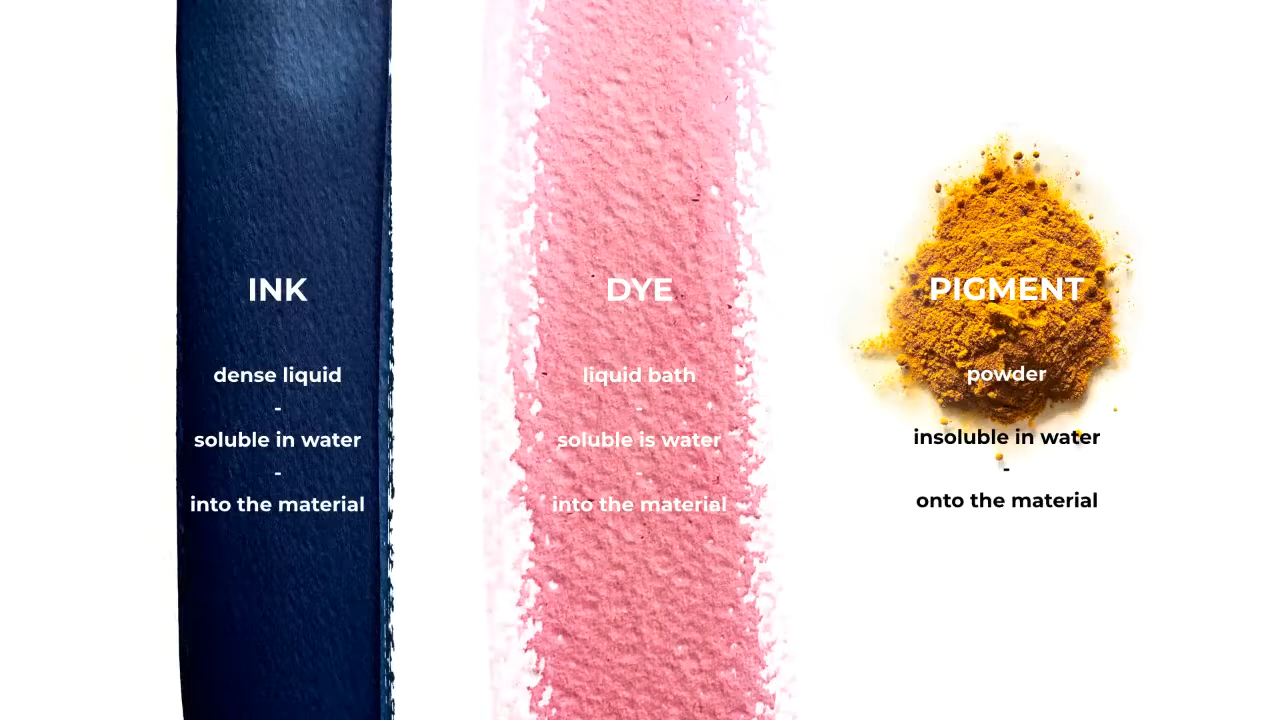 INK
dense liquid
-
soluble in water
-
into the material
DYE
liquid bath
-
soluble is water
-
into the material
PIGMENT
powder
insoluble in water
-
onto the material